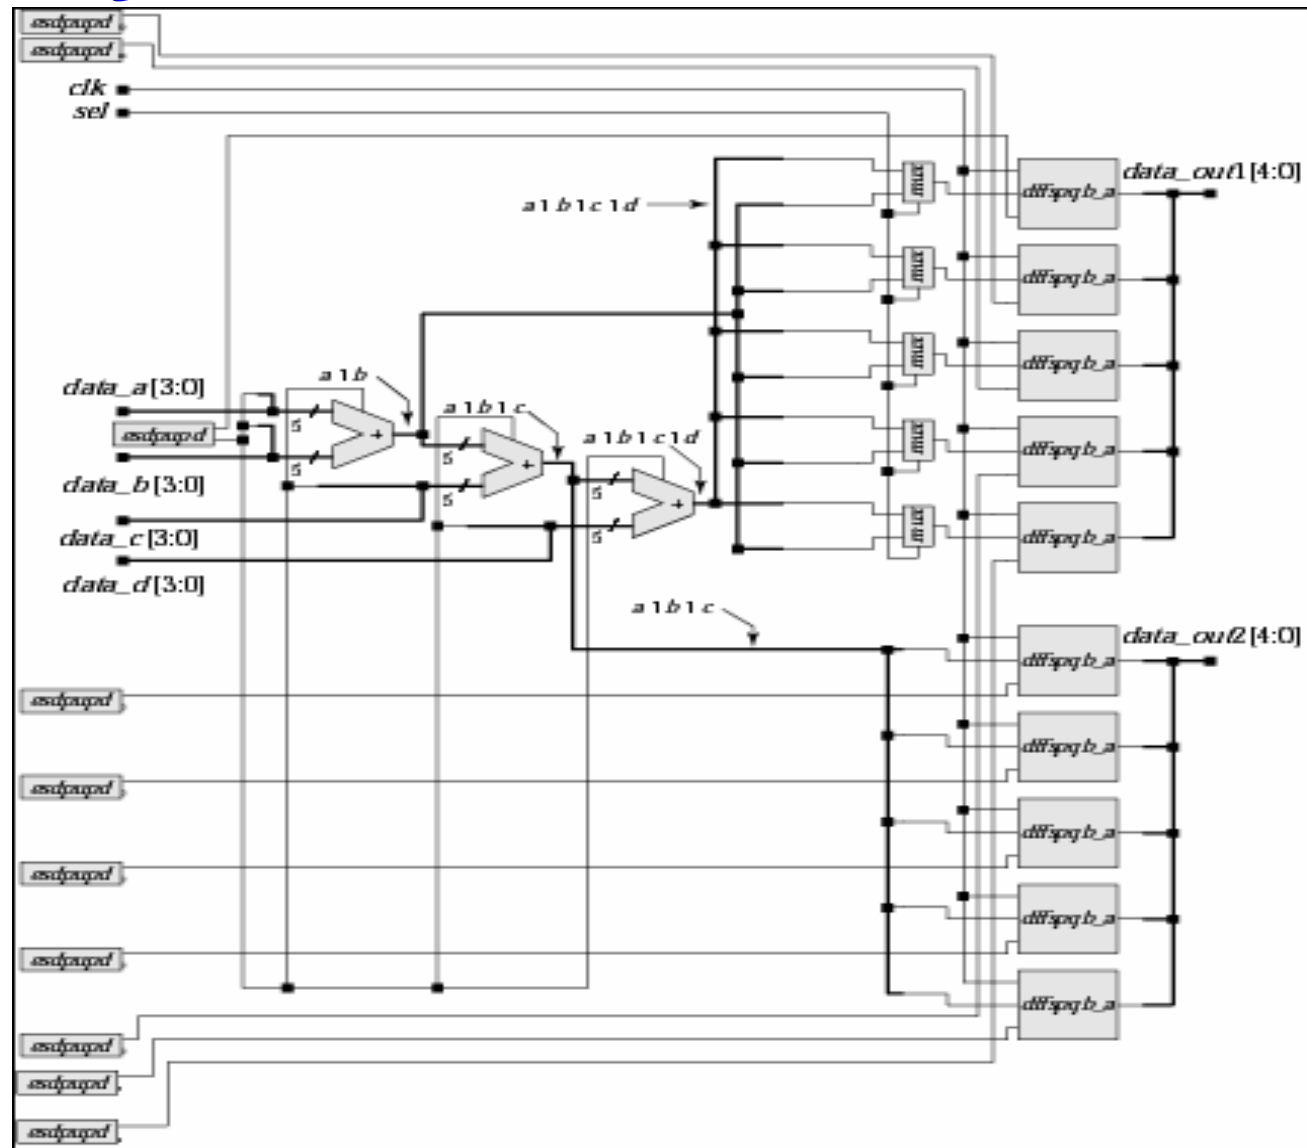 esdpupd
esdpupd
clk
sel
data_out1[4:0]
dffspqb_a
mux
a1b1c1d
dffspqb_a
mux
dffspqb_a
mux
a1b
data_a[3:0]
a1b1c
esdpupd
5
+
a1b1c1d
dffspqb_a
mux
5
5
+
data_b[3:0]
5
5
+
data_c[3:0]
5
dffspqb_a
mux
data_d[3:0]
a1b1c
data_out2[4:0]
dffspqb_a
esdpupd
dffspqb_a
esdpupd
dffspqb_a
esdpupd
dffspqb_a
esdpupd
dffspqb_a
esdpupd
esdpupd
esdpupd